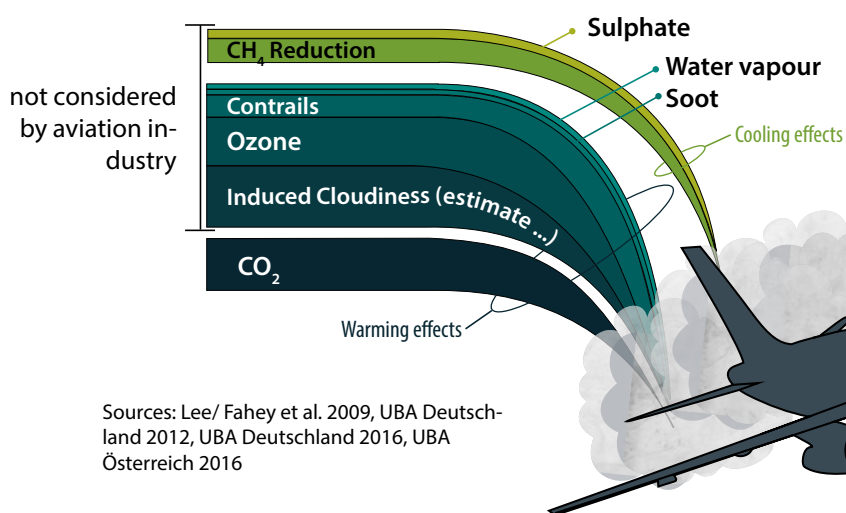 Sulphate
CH4 Reduction
Water vapour
Soot
not considered
by aviation in-
dustry
Contrails
Cooling effects
Ozone
Induced Cloudiness (estimate ...)
CO2
Warming effects
Sources: Lee/ Fahey et al. 2009, UBA Deutsch-
land 2012, UBA Deutschland 2016, UBA
Österreich 2016